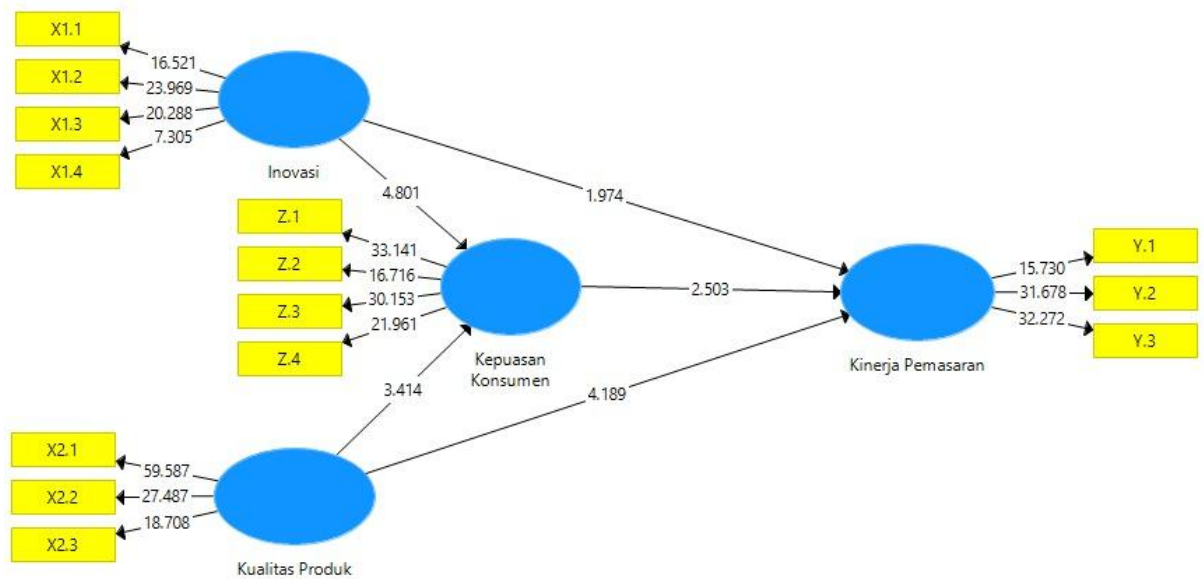 X1.1
X1.2
X1.3
X1.4
16.521
23.969
20.288
7.305
Inovasi
4.801
1.974
Z.1
Z.2
Z.3
Z.4
33.141
16.716
30.153
21.961
Kepuasan
Konsumen
2.503
3.414
4.189
Y.1
Y.2
Y.3
15.730
31.678
32.272
Kinerja Pemasaran
X2.1
X2.2
X2.3
59.587
27.487
18.708
Kualitas Produk